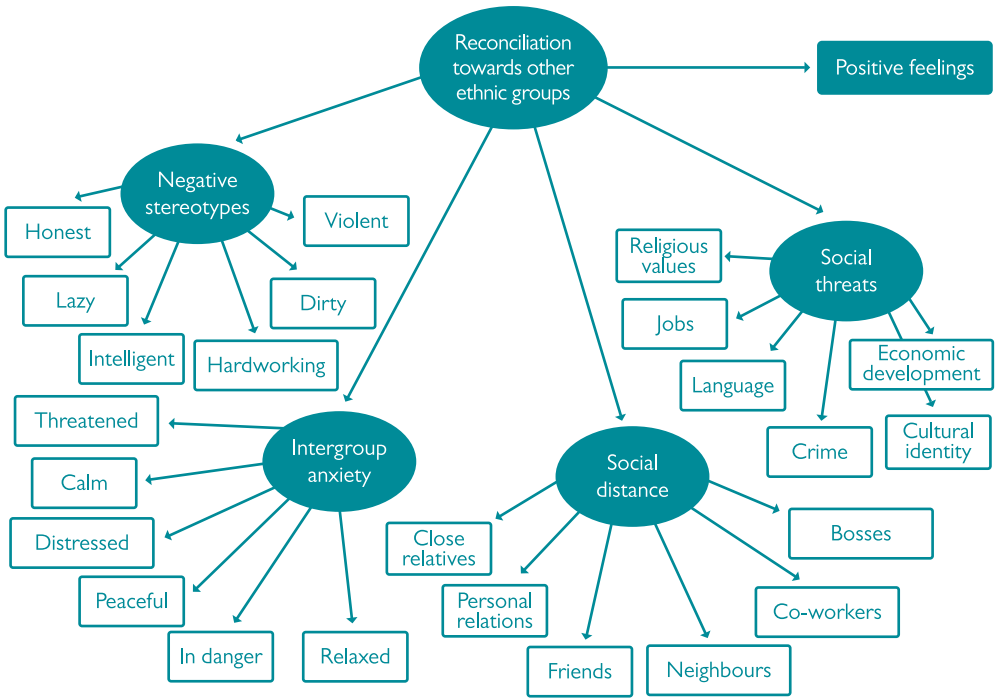 Reconciliation
towards other
ethnic groups
Positive feelings
Negative
stereotypes
Honest
Lazy
Intelligent
Hardworking
Dirty
Violent
Social
threats
Religious
values
Jobs
Language
Crime
Cultural
identity
Economic
development
Intergroup
anxiety
Threatened
Calm
Distressed
Peaceful
In danger
Relaxed
Social
distance
Close
relatives
Personal
relations
Friends
Neighbours
Co-workers
Bosses